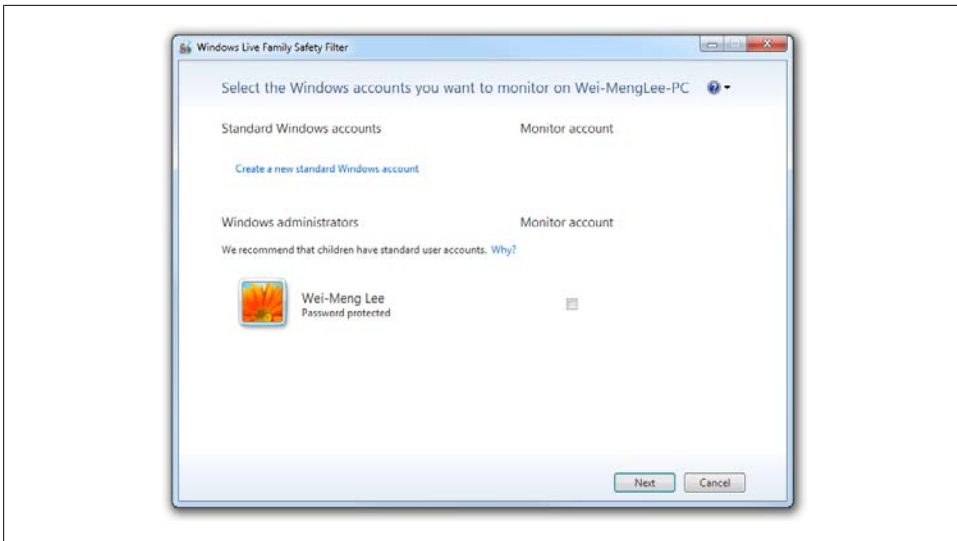 Windows Live Family Safety Filter
Select the Windows accounts you want to monitor on Wei-MengLee-PC
Standard Windows accounts Monitor account
Create a new standard Windows account
Windows administrators Monitor account
We recommend that children have standard user accounts. Why?
Wei-Meng Lee
Password protected
Next Cancel